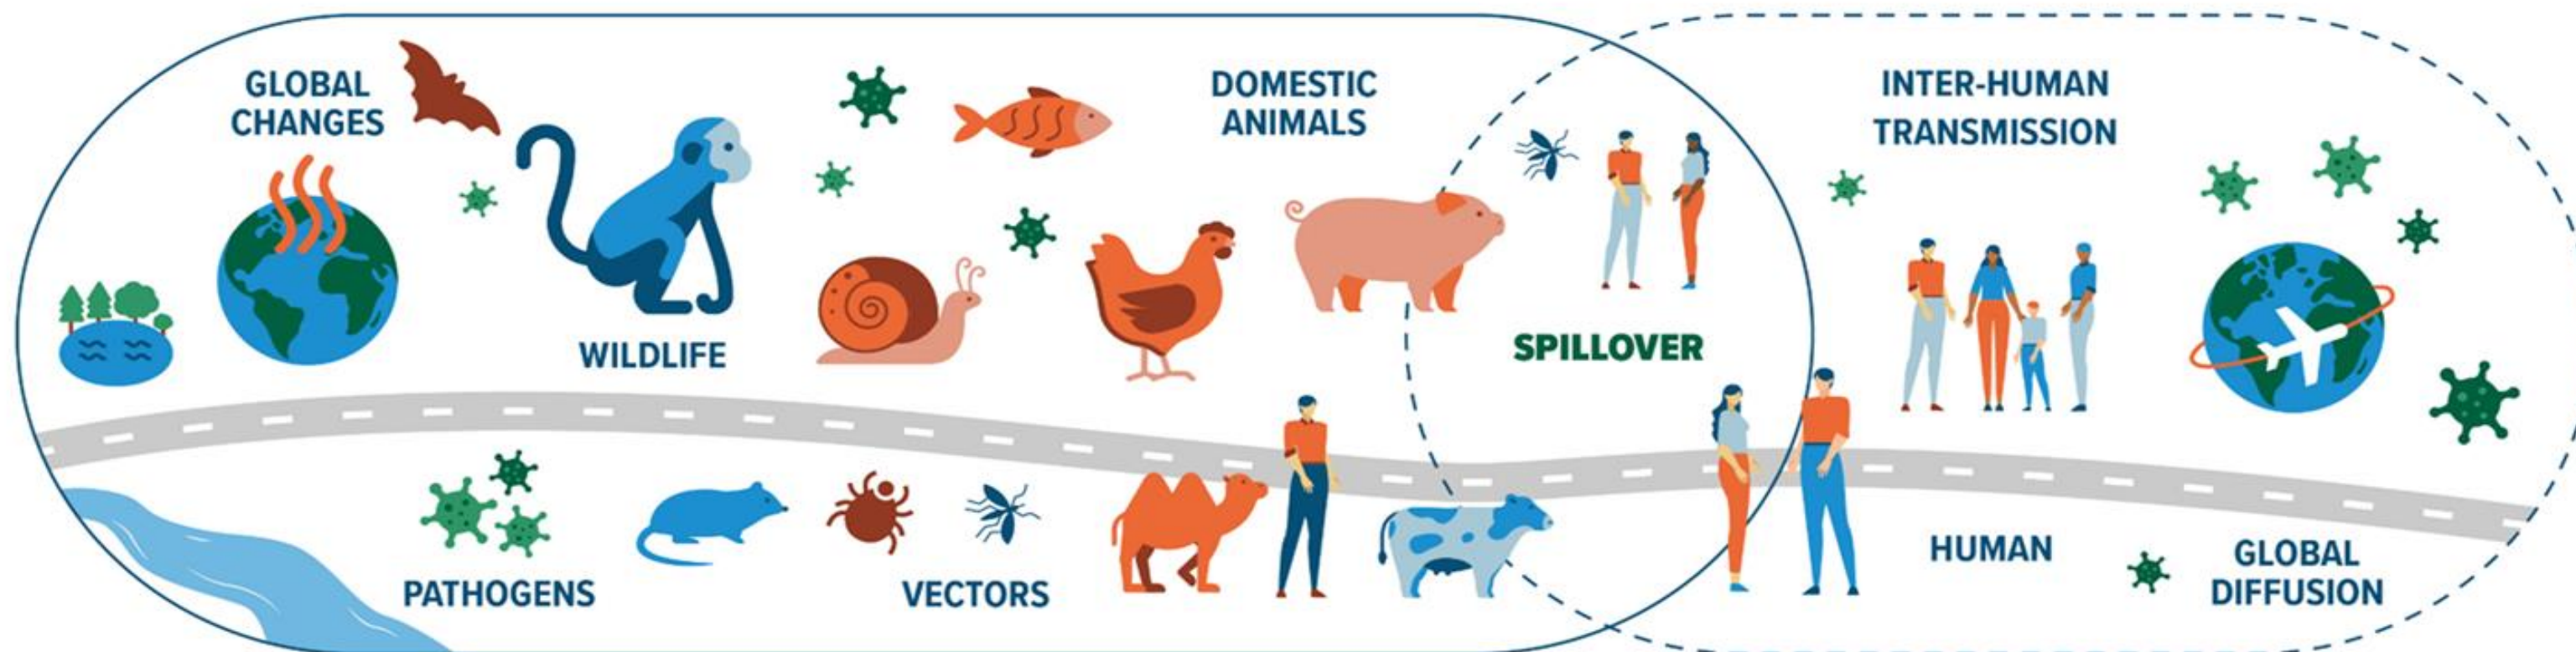 GLOBAL
CHANGES
WILDLIFE
DOMESTIC
ANIMALS
PATHOGENS
VECTORS
SPILLOVER
INTER-HUMAN
TRANSMISSION
HUMAN
GLOBAL
DIFFUSION